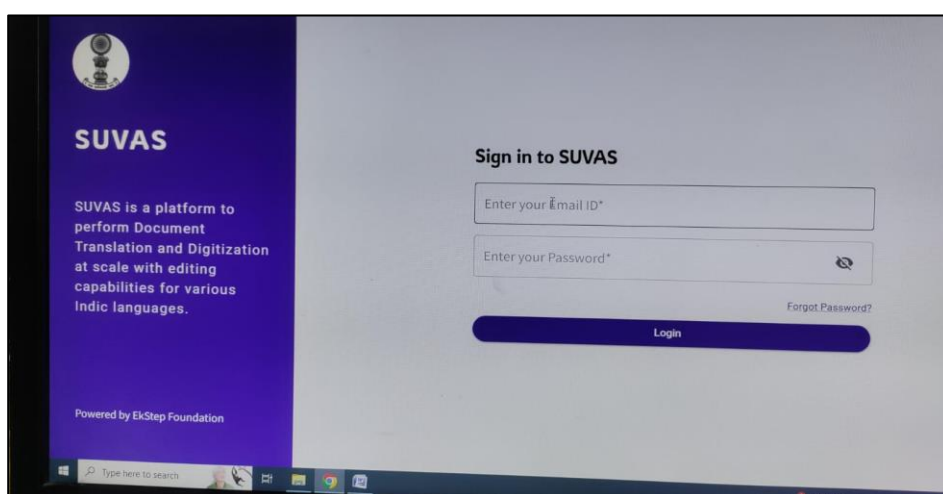 SUVAS
SUVAS is a platform to
perform Document
Translation and Digitization
at scale with editing
capabilities for various
Indic languages.
Powered by EkStep Foundation
Sign in to SUVAS
Enter your Email ID*
Enter your Password*
Forgot Password?
Login
Type here to search